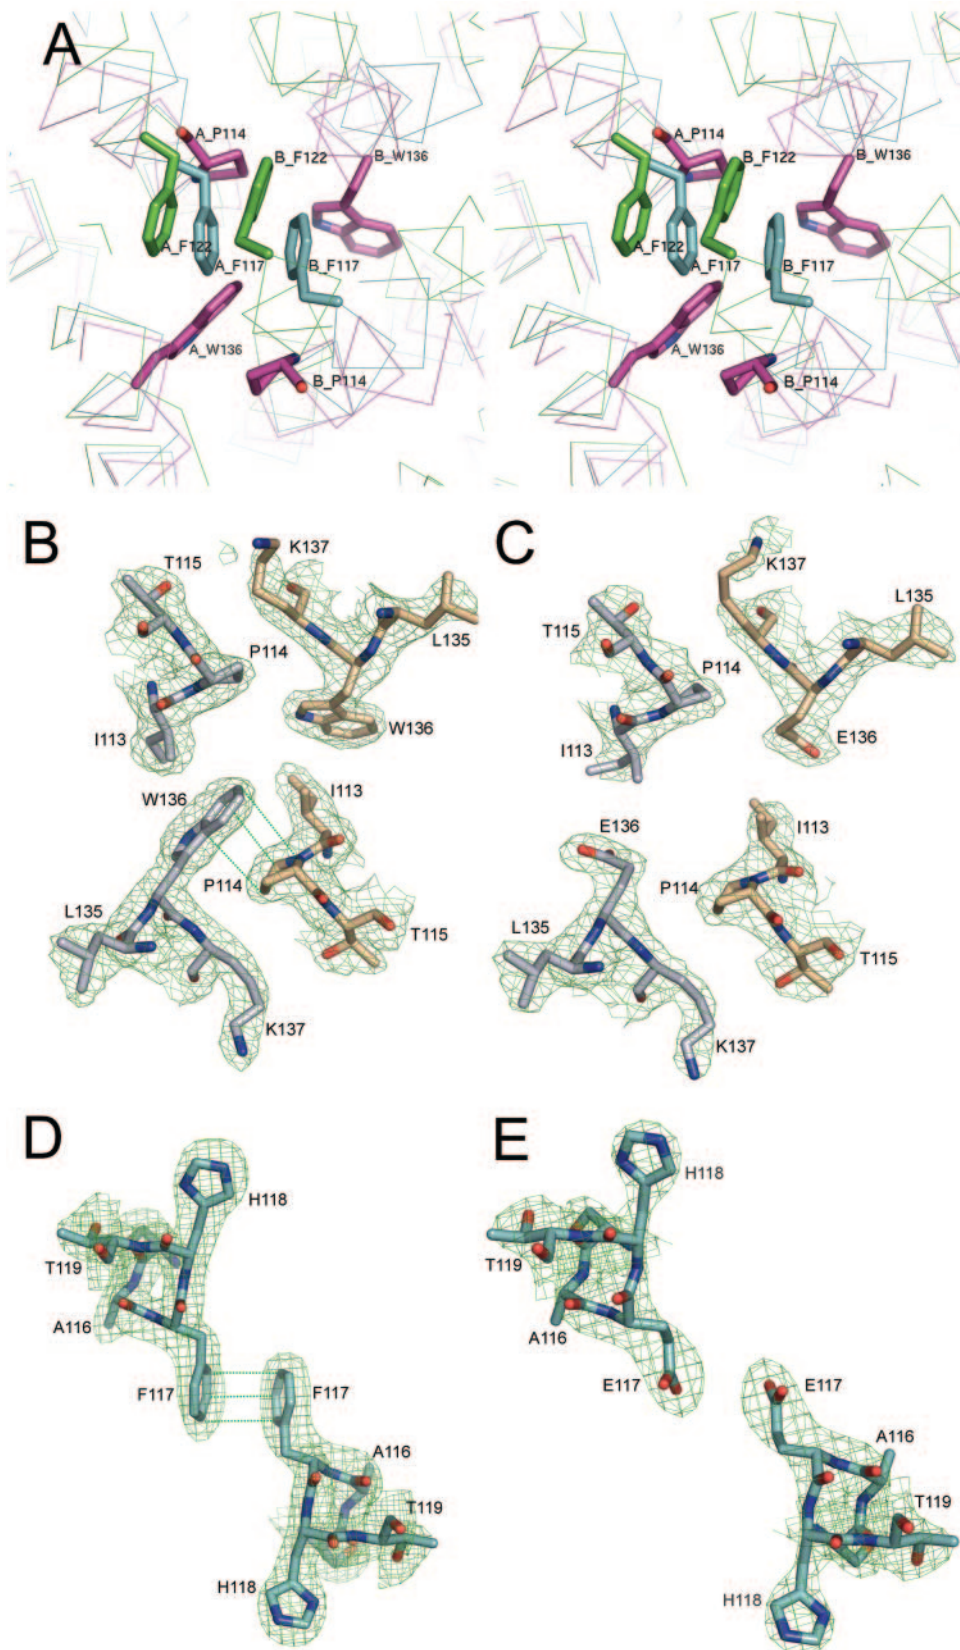 A
A_P114
B_F122
B_W136
A_F122
A_F117
B_F117
A_W136
B_P114
A_P114
B_F122
B_W136
A_F122
A_F117
B_F117
A_W136
B_P114
B
T115
K137
P114
L135
I113
W136
W136
I113
P114
L135
T115
K137
C
K137
L135
T115
P114
I113
E136
E136
I113
P114
L135
T115
K137
D
H118
T119
A116
F117
F117
A116
T119
H118
E
H118
T119
A116
E117
E117
A116
T119
H118